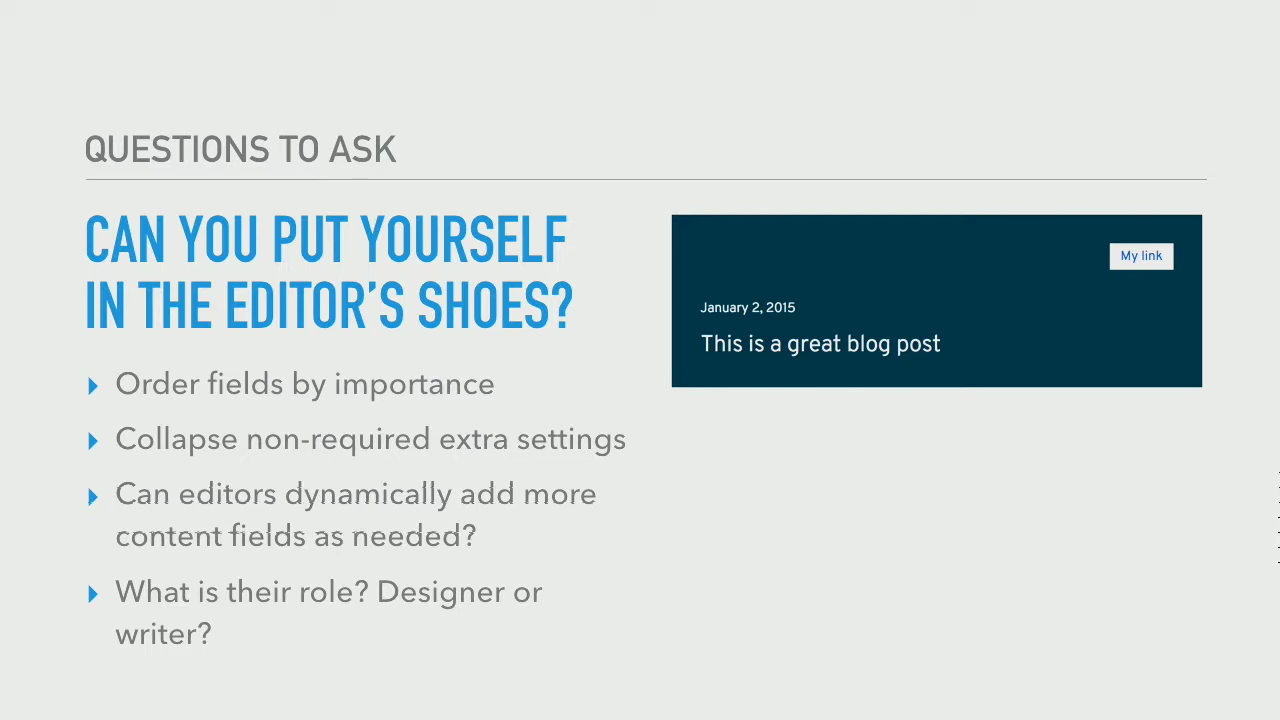 QUESTIONS TO ASK
CAN YOU PUT YOURSELF
IN THE EDITOR'S SHOES?
Order fields by importance
Collapse non-required extra settings
Can editors dynamically add more
content fields as needed?
What is their role? Designer or
writer?
My link
January 2, 2015
This is a great blog post